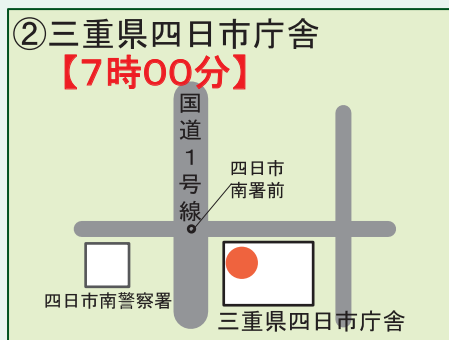 ②三重県四日市庁舎
【7時00分】
国道1号線
四日市
南署前
四日市南警察署
三重県四日市庁舎